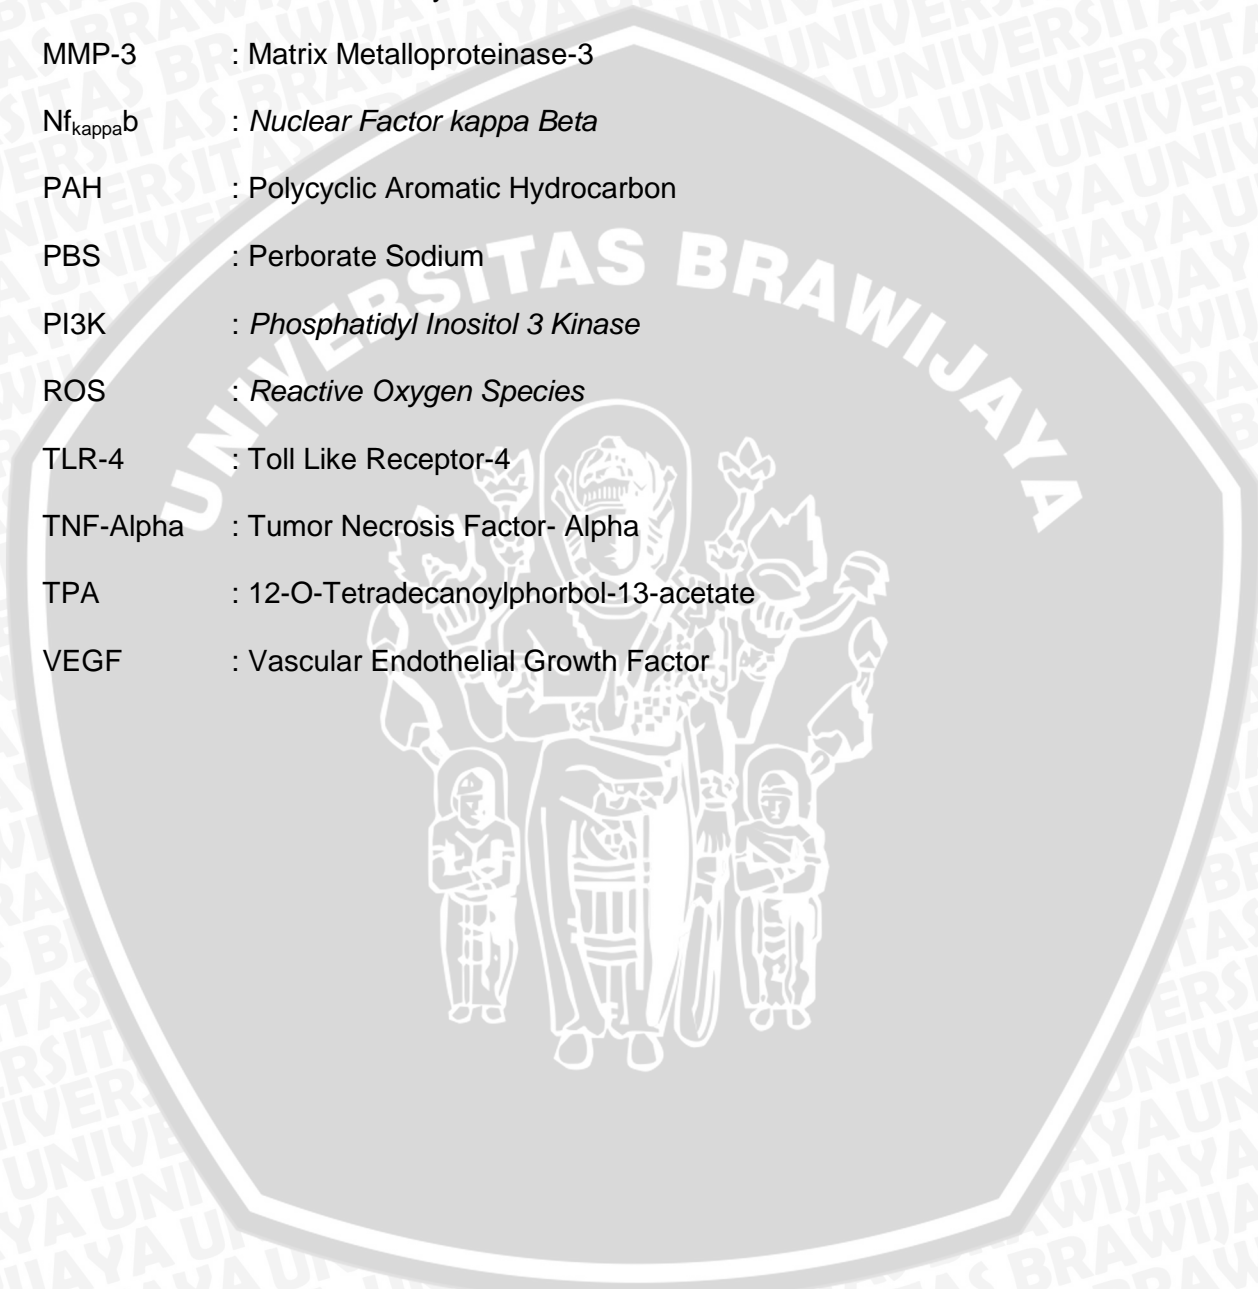 MMP-3 : Matrix Metalloproteinase-3
Nfkappab : Nuclear Factor kappa Beta
PAH : Polycyclic Aromatic Hydrocarbon
PBS : Perborate Sodium
PI3K : Phosphatidyl Inositol 3 Kinase
ROS : Reactive Oxygen Species
TLR-4 : Toll Like Receptor-4
TNF-Alpha : Tumor Necrosis Factor- Alpha
TPA : 12-O-Tetradecanoylphorbol-13-acetate
VEGF : Vascular Endothelial Growth Factor
UNIVERSITAS BRAWIJAYA